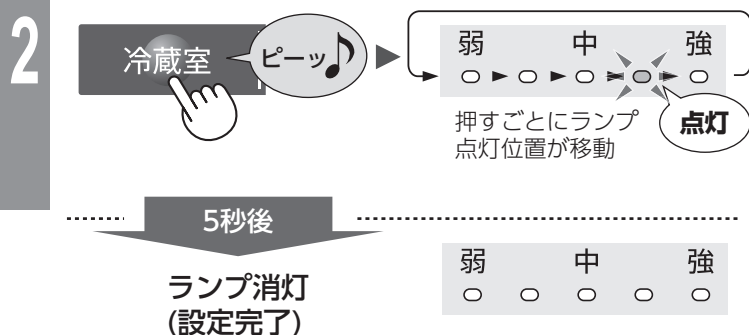 2
冷蔵室
ピーッ♪
弱 中 強
押すごとにランプ
点灯位置が移動
点灯
5秒後
ランプ消灯
(設定完了)
弱 中 強